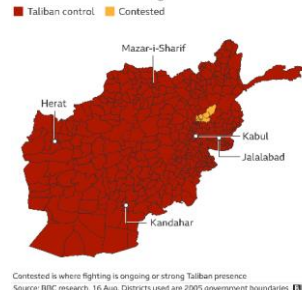 Taliban control Contested
Mazar-i-Sharif
Herat
Kabul
Jalalabad
Kandahar
Contested is where fighting is ongoing or strong Taliban presence
Source: BBC research, 16 Aug. Districts used are 2005 government boundaries